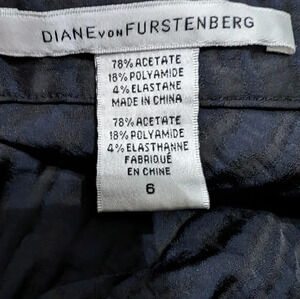 DIANE VON FURSTENBERG
78% ACETATE
18% POLYAMIDE
4% ELASTANE
MADE IN CHINA
78% ACETATE
18% POLYAMIDE
4% ELASTHANNE
FABRIQUÉ
EN CHINE
6